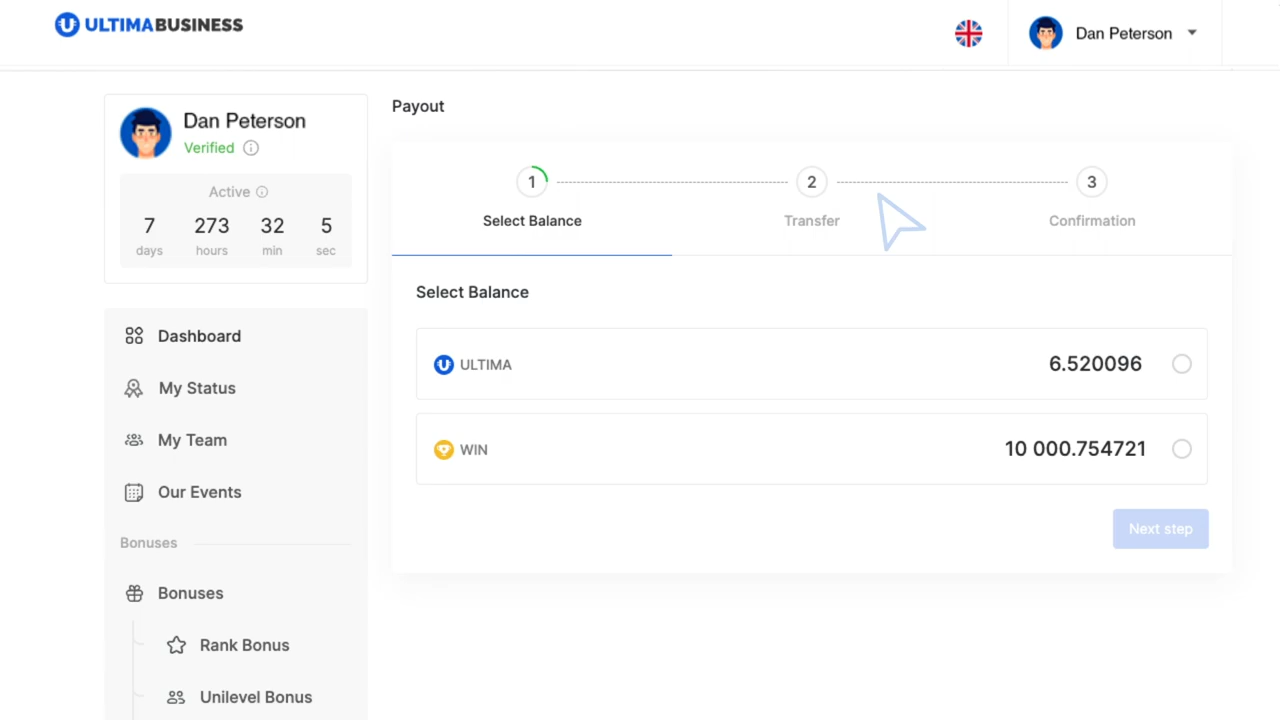 ULTIMABUSINESS
Dan Peterson
Dan Peterson
Verified
Active
7 273 32 5
days hours min sec
Dashboard
My Status
My Team
Our Events
Bonuses
Bonuses
Rank Bonus
Unilevel Bonus
Payout
1 2 3
Select Balance Transfer Confirmation
Select Balance
ULTIMA 6.520096
WIN 10 000.754721
Next step